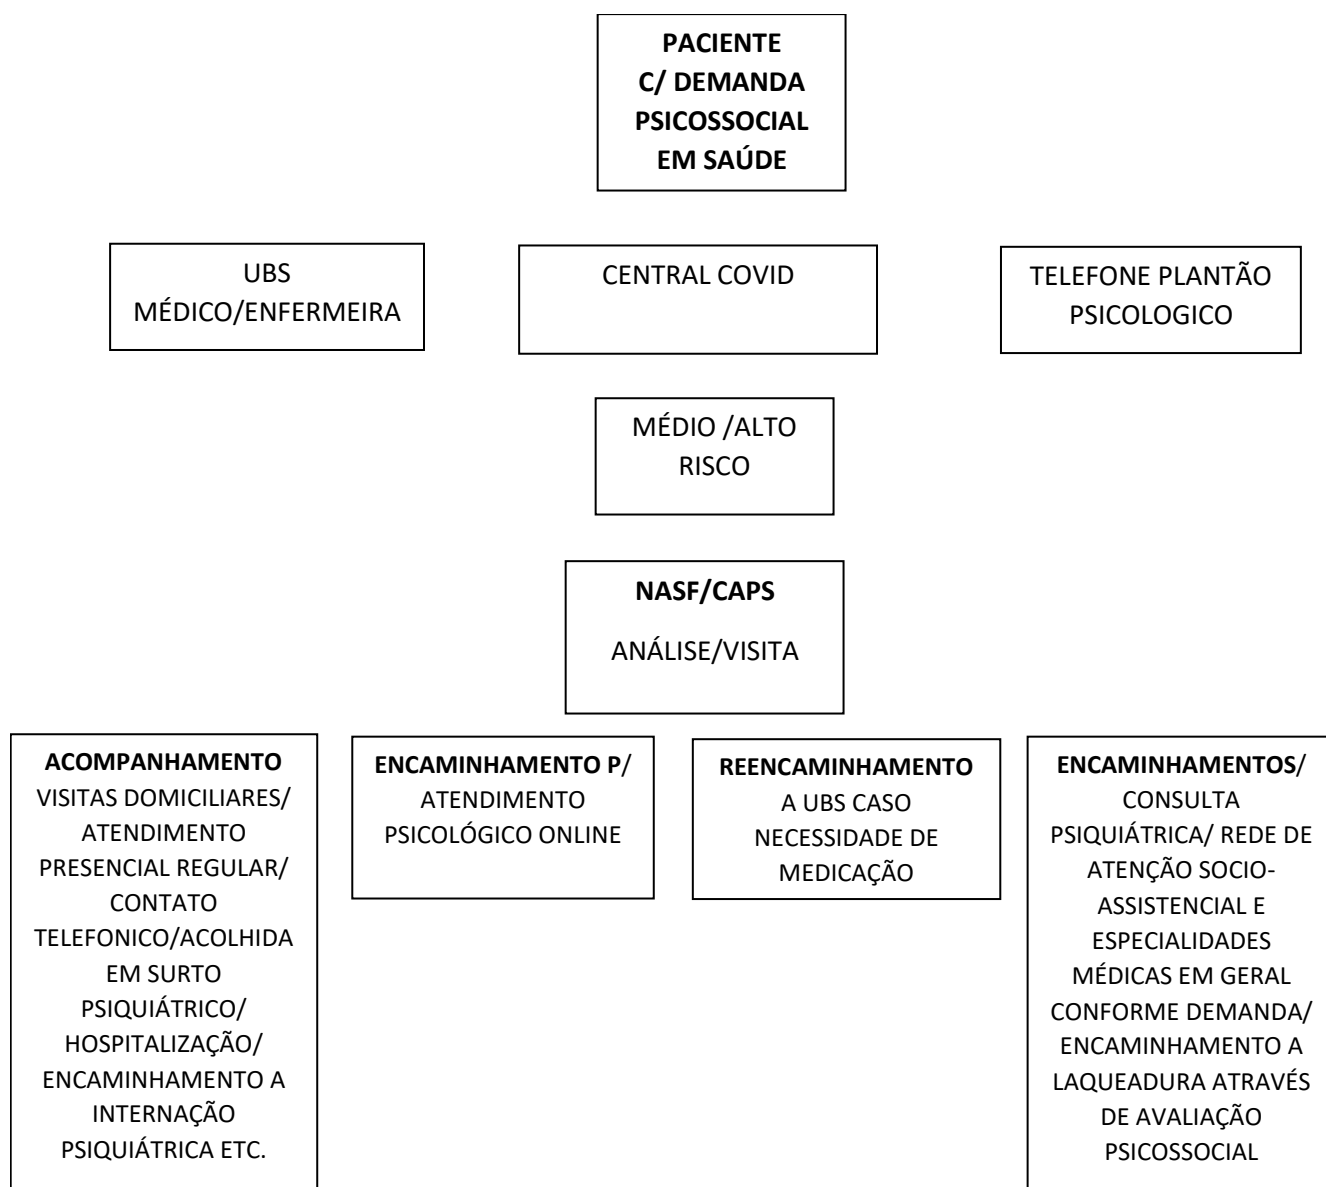 PACIENTE
C/ DEMANDA
PSICOSSOCIAL
EM SAÚDE
UBS
MÉDICO/ENFERMEIRA
CENTRAL COVID
TELEFONE PLANTÃO
PSICOLOGICO
MÉDIO /ALTO
RISCO
NASF/CAPS
ANÁLISE/VISITA
ACOMPANHAMENTO
VISITAS DOMICILIARES/
ATENDIMENTO
PRESENCIAL REGULAR/
CONTATO
TELEFONICO/ACOLHIDA
EM SURTO
PSIQUIÁTRICO/
HOSPITALIZAÇÃO/
ENCAMINHAMENTO A
INTERNAÇÃO
PSIQUIÁTRICA ETC.
ENCAMINHAMENTO P/
ATENDIMENTO
PSICOLÓGICO ONLINE
REENCAMINHAMENTO
A UBS CASO
NECESSIDADE DE
MEDICAÇÃO
ENCAMINHAMENTOS/
CONSULTA
PSIQUIÁTRICA/ REDE DE
ATENÇÃO SOCIO-
ASSISTENCIAL E
ESPECIALIDADES
MÉDICAS EM GERAL
CONFORME DEMANDA/
ENCAMINHAMENTO A
LAQUEADURA ATRAVÉS
DE AVALIAÇÃO
PSICOSSOCIAL